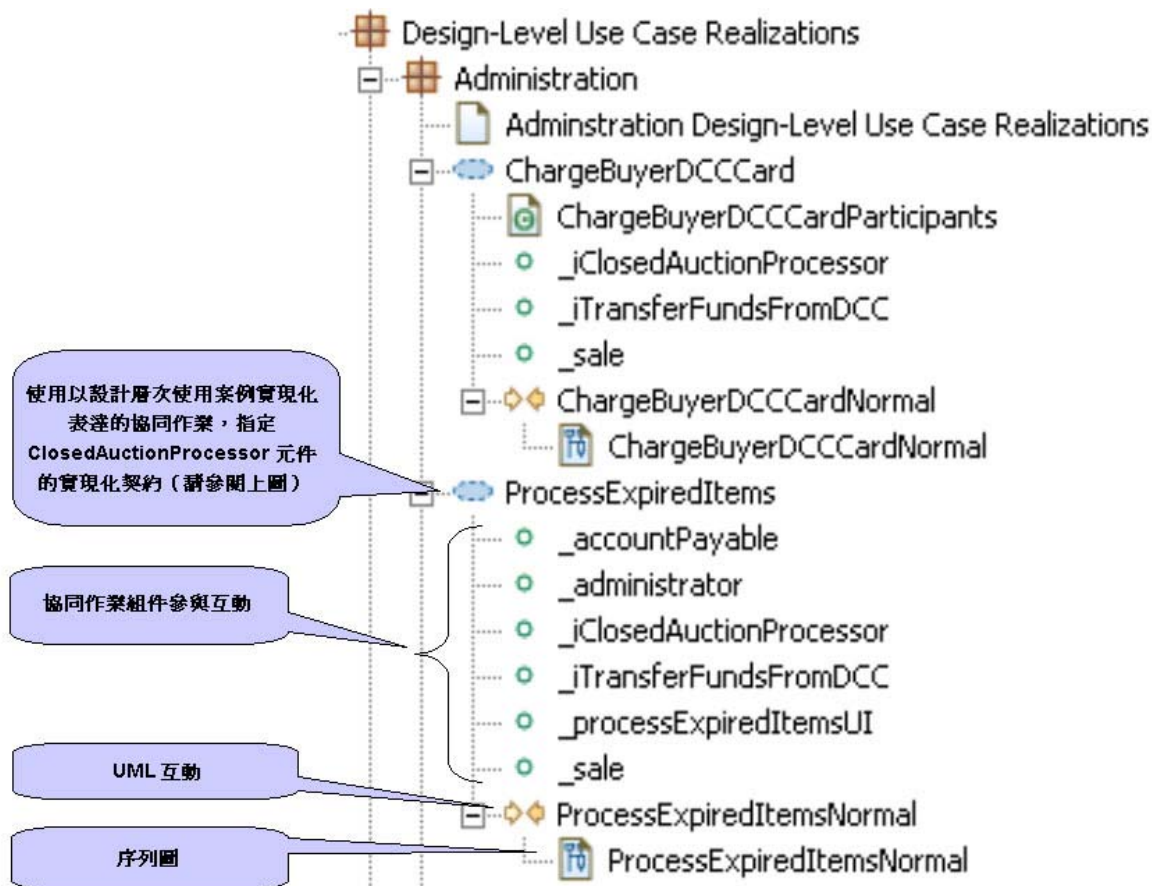 Design-Level Use Case Realizations
Administration
Adminstration Design-Level Use Case Realizations
ChargeBuyerDCCCard
ChargeBuyerDCCCardParticipants
_iClosedAuctionProcessor
_iTransferFundsFromDCC
_sale
ChargeBuyerDCCCardNormal
ChargeBuyerDCCCardNormal
使用以設計層次使用案例實現化
表達的協同作業，指定
ClosedAuctionProcessor 元件
的實現化契約（請參閱上圖）
ProcessExpiredItems
_accountPayable
_administrator
協同作業組件參與互動
_iClosedAuctionProcessor
_iTransferFundsFromDCC
_processExpiredItemsUI
_sale
UML 互動
ProcessExpiredItemsNormal
序列圖
ProcessExpiredItemsNormal